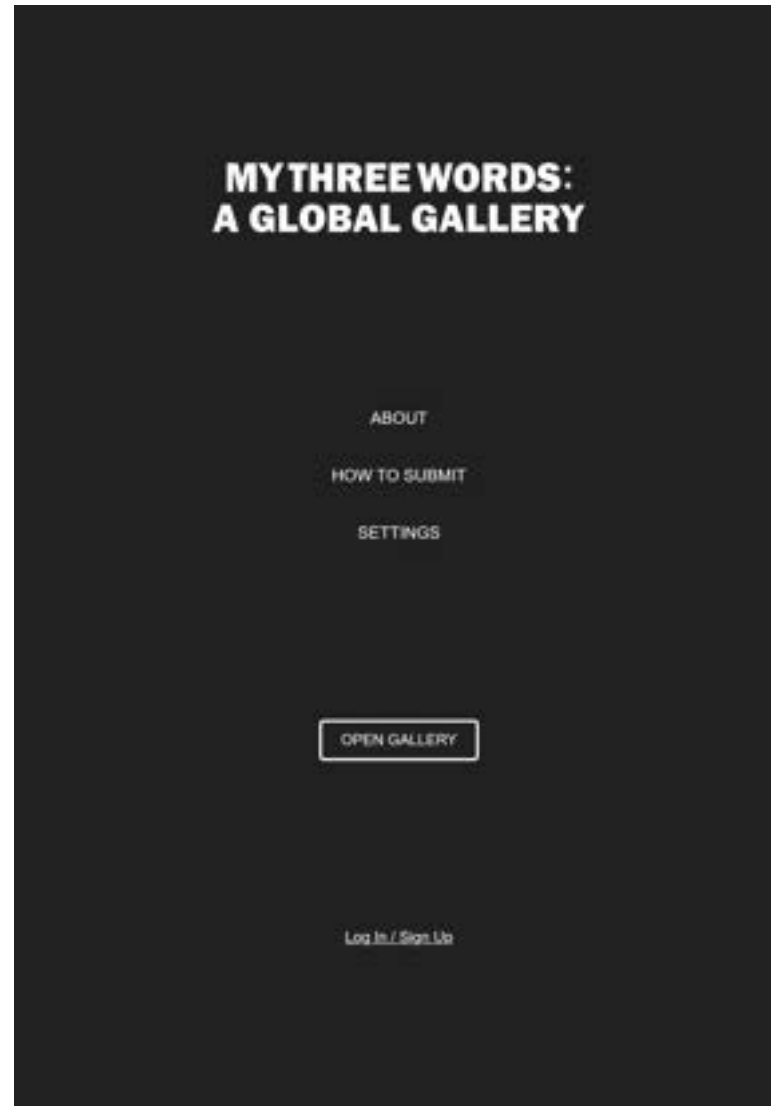 MY THREE WORDS:
A GLOBAL GALLERY
ABOUT
HOW TO SUBMIT
SETTINGS
OPEN GALLERY
Log In / Sign Up